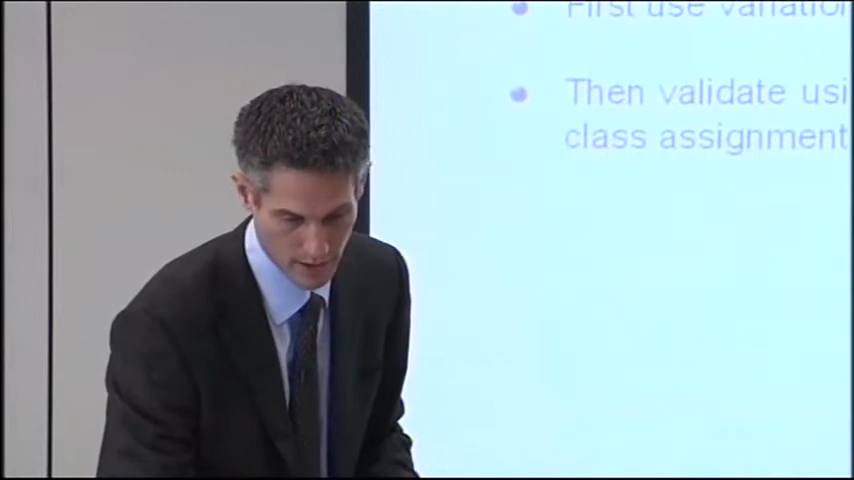 First use variation
Then validate usi
class assignment